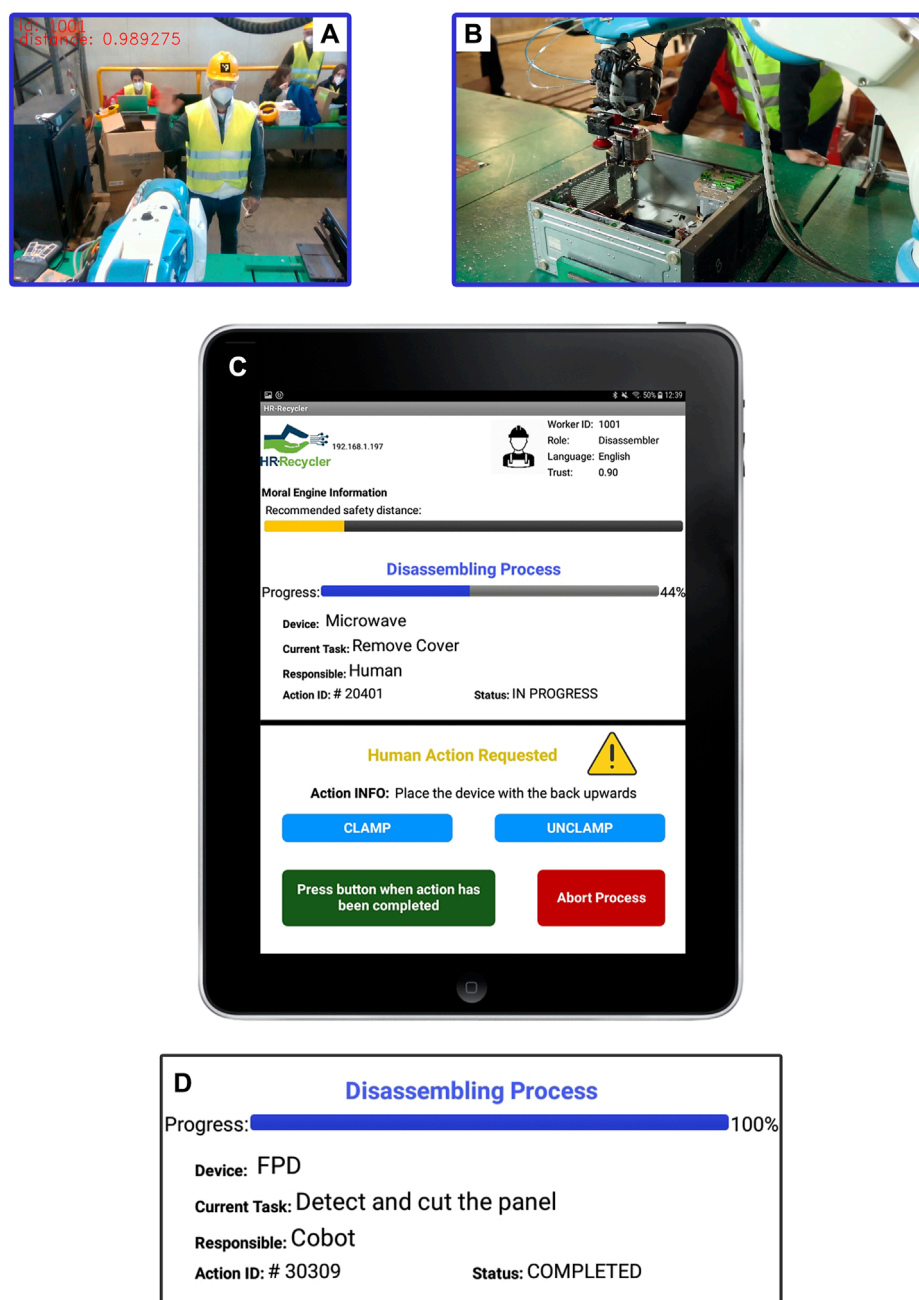 id: 1001
distance: 0.989275
A
B
C
50% 12:39
HR-Recycler
HR-Recycler
192.168.1.197
Worker ID: 1001
Role: Disassembler
Language: English
Trust: 0.90
Moral Engine Information
Recommended safety distance:
Disassembling Process
Progress: 44%
Device: Microwave
Current Task: Remove Cover
Responsible: Human
Action ID: # 20401 Status: IN PROGRESS
Human Action Requested
Action INFO: Place the device with the back upwards
CLAMP UNCLAMP
Press button when action has
been completed
Abort Process
D
Disassembling Process
Progress: 100%
Device: FPD
Current Task: Detect and cut the panel
Responsible: Cobot
Action ID: # 30309 Status: COMPLETED